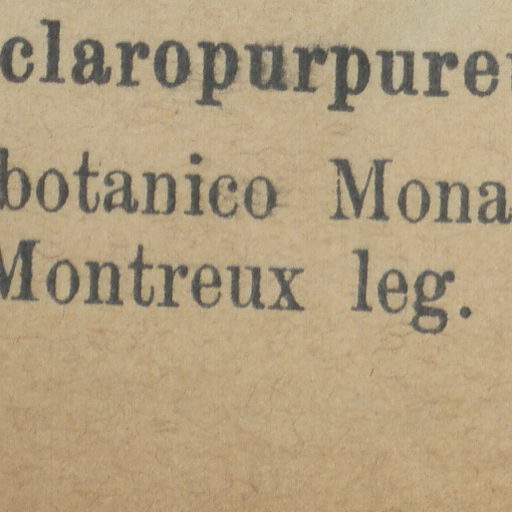 claropurpure
botanico Mona
Montreux leg.